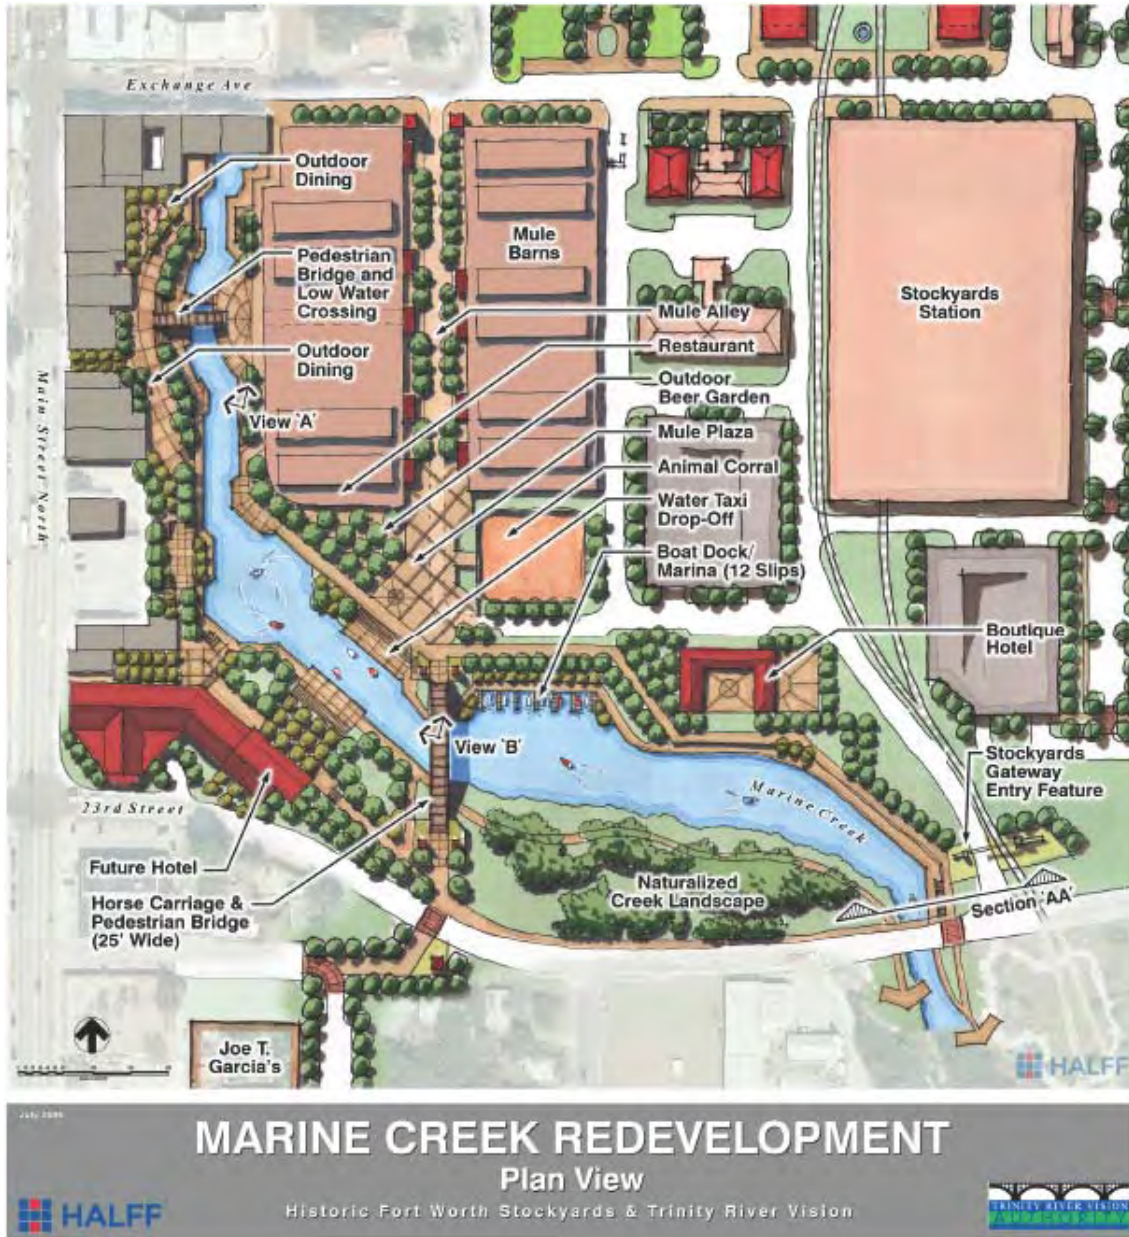 Exchange Ave
Outdoor
Dining
Pedestrian
Bridge and
Low Water
Crossing
Outdoor
Dining
View 'A'
Main Street North
Mule
Barns
Stockyards
Station
Mule Alley
Restaurant
Outdoor
Beer Garden
Mule Plaza
Animal Corral
Water Taxi
Drop-Off
Boat Dock/
Marina (12 Slips)
Boutique
Hotel
View 'B'
Stockyards
Gateway
Entry Feature
Marine Creek
23rd Street
Future Hotel
Horse Carriage &
Pedestrian Bridge
(25' Wide)
Naturalized
Creek Landscape
Section 'AA'
Joe T.
Garcia's
HALFF
MARINE CREEK REDEVELOPMENT
Plan View
Historic Fort Worth Stockyards & Trinity River Vision
HALFF
TRINITY RIVER VISION
AUTHORITY